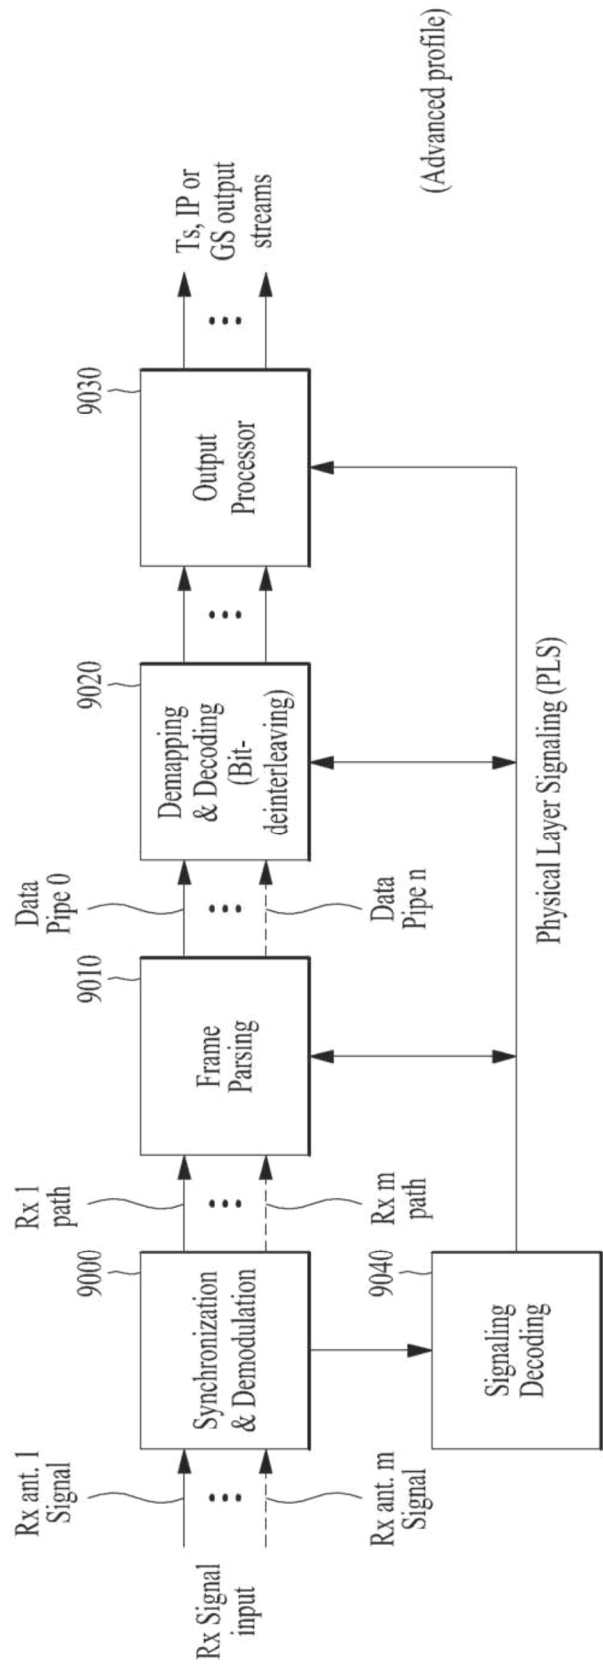 Rx Signal
input
Rx ant. 1
Signal
Rx ant. m
Signal
9000
Synchronization
& Demodulation
Rx 1
path
Rx m
path
9010
Frame
Parsing
Data
Pipe 0
Data
Pipe n
9020
Demapping
& Decoding
(Bit-
deinterleaving)
9030
Output
Processor
Ts, IP or
GS output
streams
9040
Signaling
Decoding
Physical Layer Signaling (PLS)
(Advanced profile)